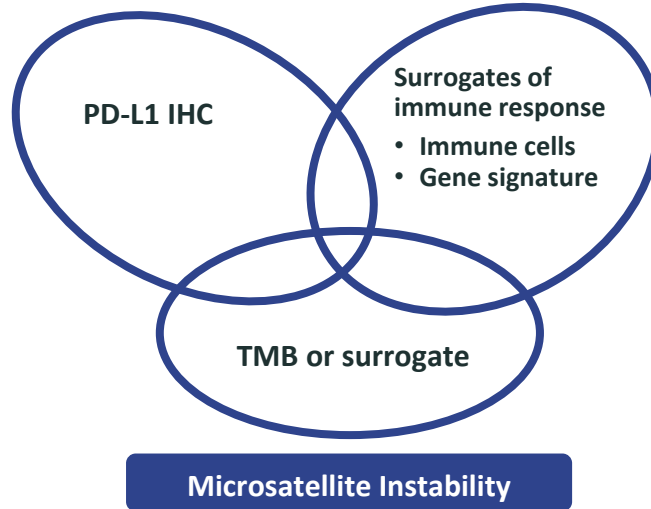 PD-L1 IHC
Surrogates of
immune response
• Immune cells
• Gene signature
TMB or surrogate
Microsatellite Instability